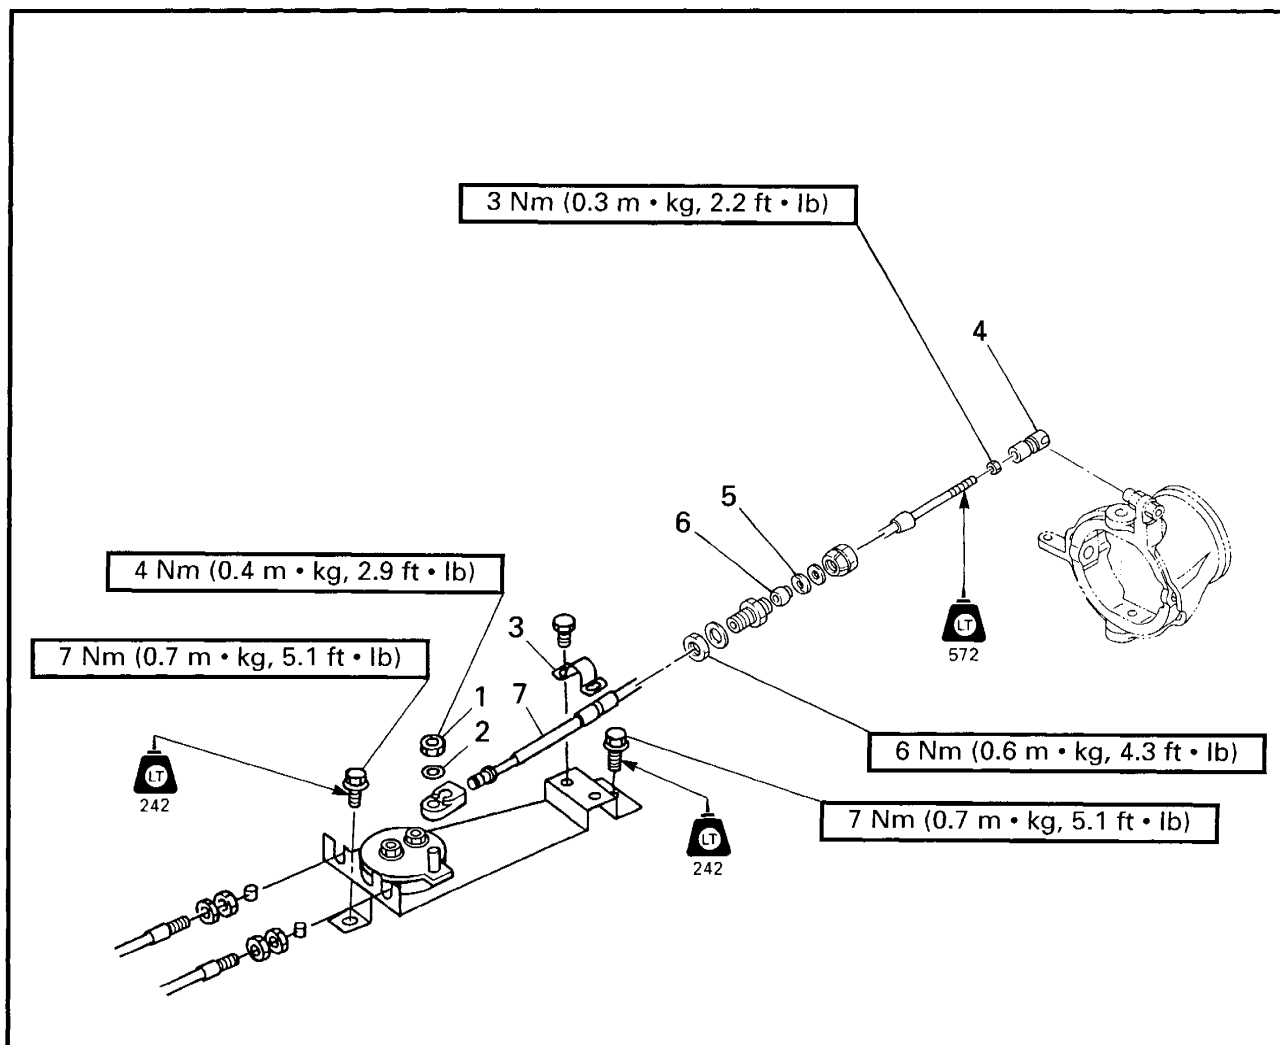 3 Nm (0.3 m • kg, 2.2 ft • lb)
4
5
6
4 Nm (0.4 m • kg, 2.9 ft • lb)
3
7 Nm (0.7 m • kg, 5.1 ft • lb)
LT
572
1
7
2
6 Nm (0.6 m • kg, 4.3 ft • lb)
LT
242
7 Nm (0.7 m • kg, 5.1 ft • lb)
LT
242